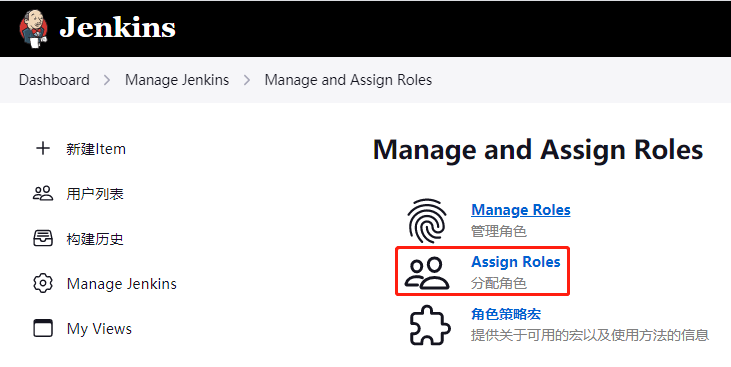 Jenkins
Dashboard > Manage Jenkins > Manage and Assign Roles
新建Item
用户列表
构建历史
Manage Jenkins
My Views
Manage and Assign Roles
Manage Roles
管理角色
Assign Roles
分配角色
角色策略宏
提供关于可用的宏以及使用方法的信息